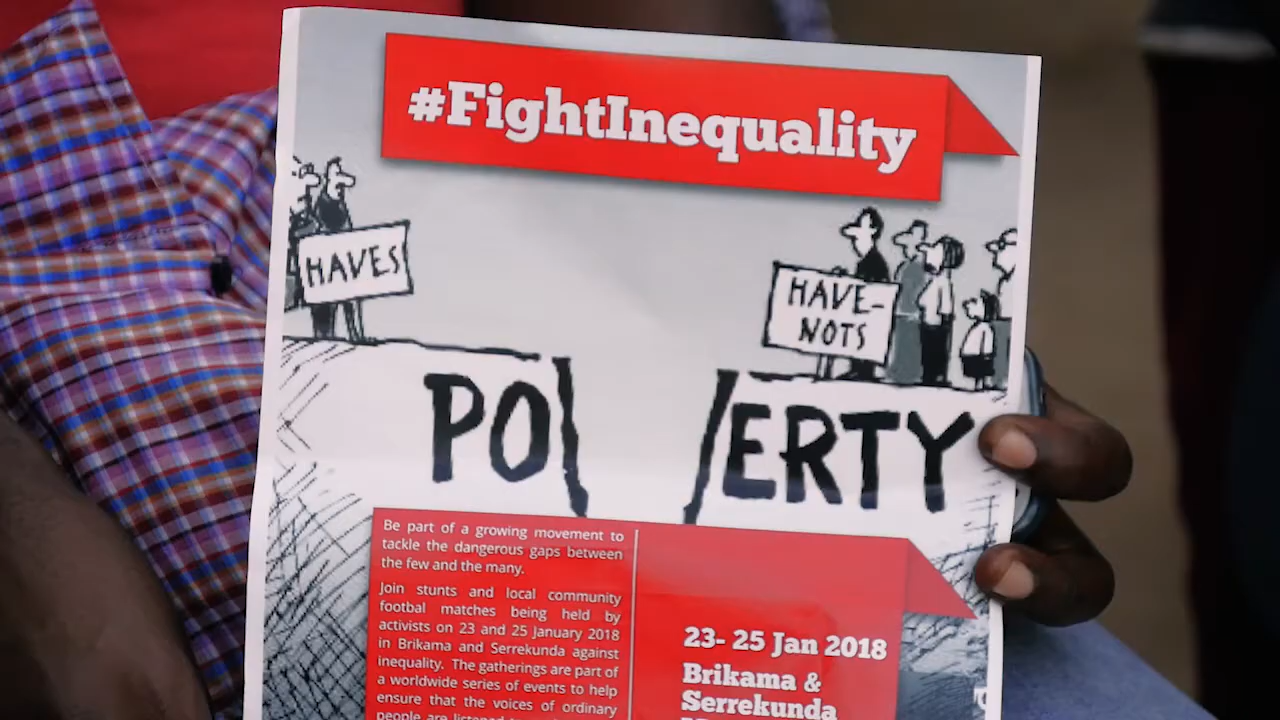 #FightInequality
HAVES
HAVE-
NOTS
PO ERTY
Be part of a growing movement to
tackle the dangerous gaps between
the few and the many.
Join stunts and local community
footbal matches being held by
activists on 23 and 25 January 2018
in Brikama and Serrekunda against
inequality. The gatherings are part of
a worldwide series of events to help
ensure that the voices of ordinary
people are
23- 25 Jan 2018
Brikama &
Serrekunda